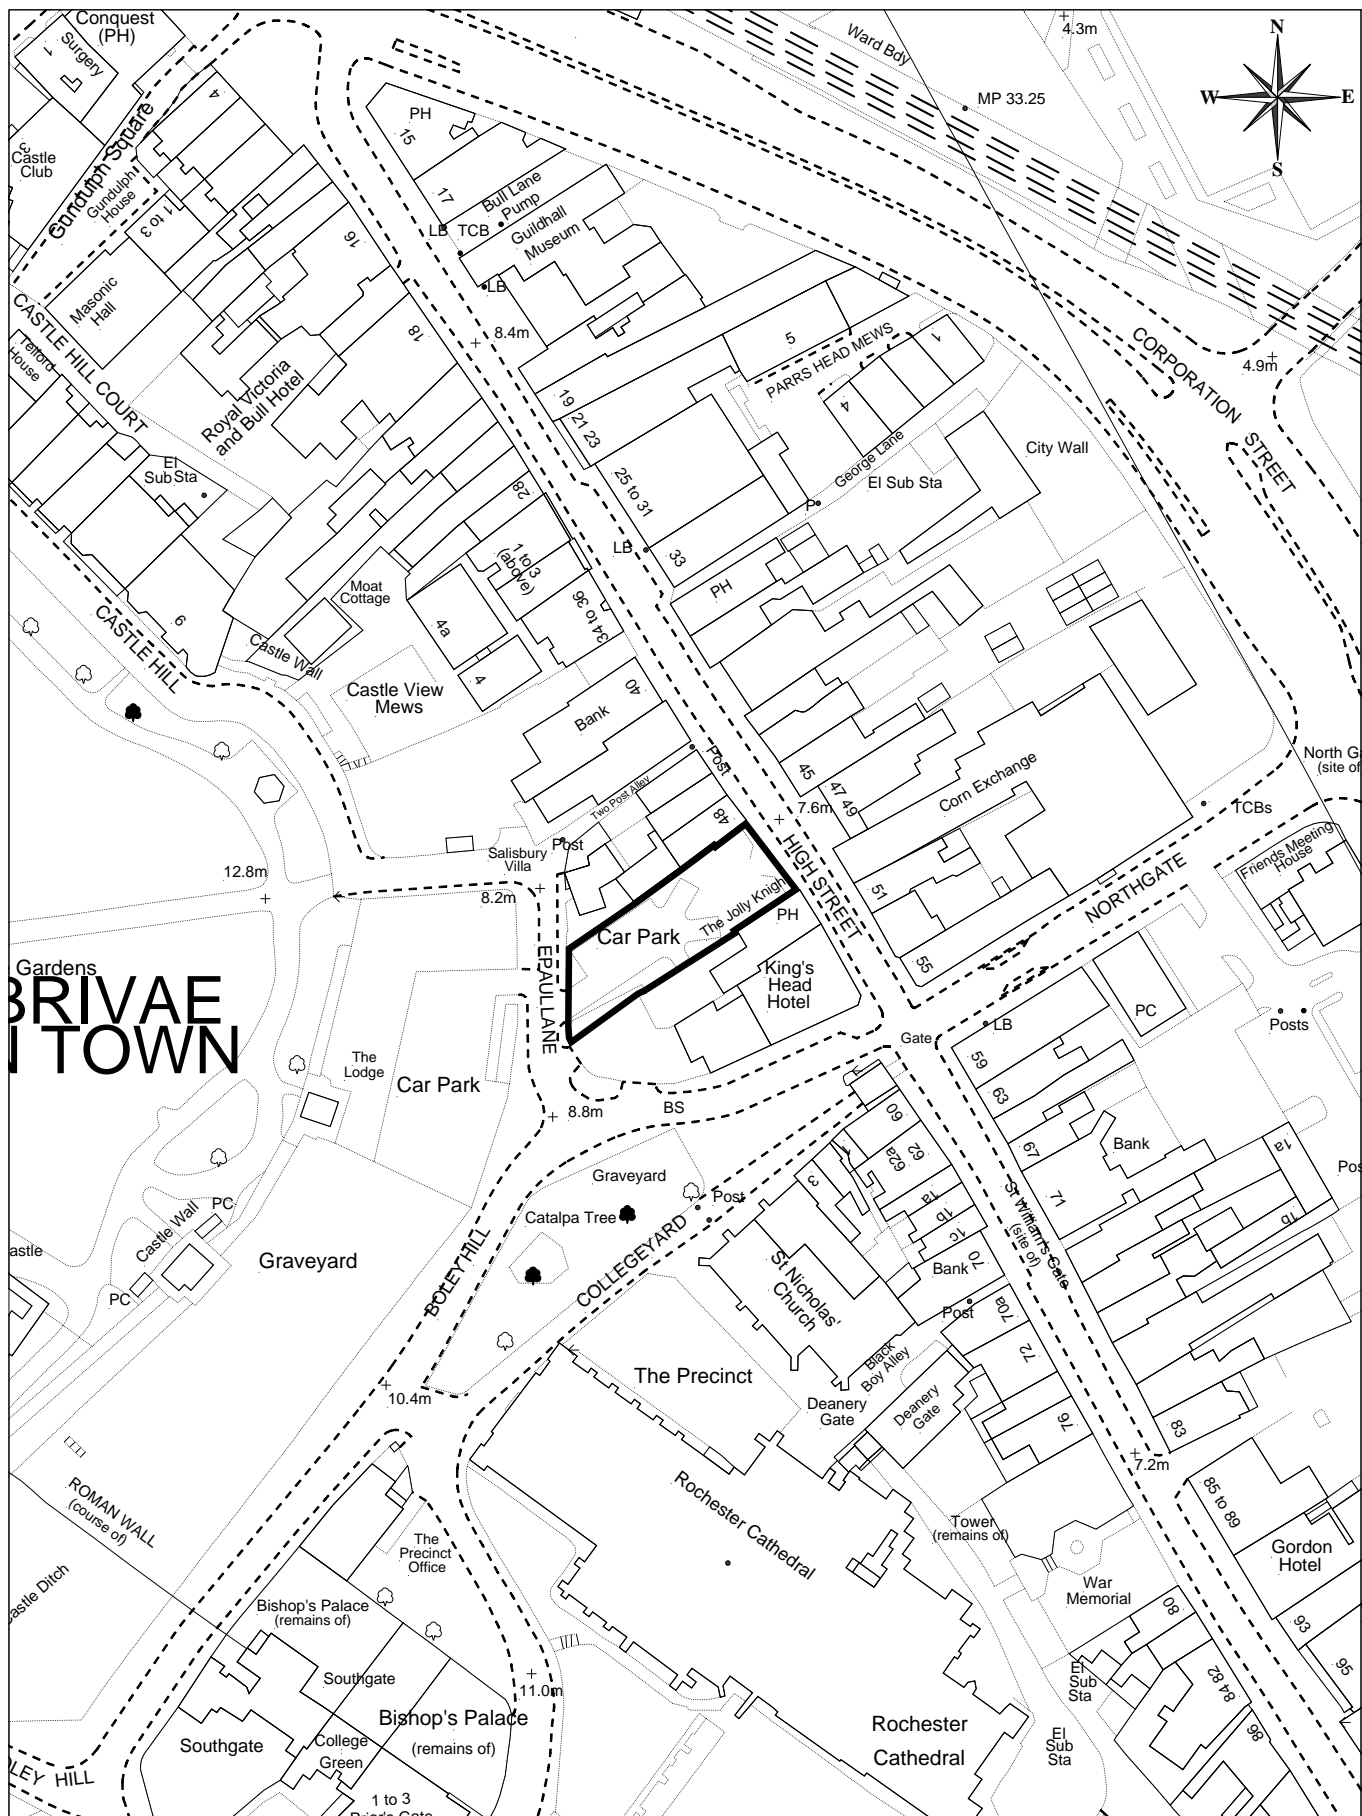 Conquest
(PH)
Surgery
1
4
3
Castle
Club
Gundulph Square
Gundulph
House
1 to 3
Masonic
Hall
CASTLE HILL COURT
Telford
House
PH
15
17
Bull Lane
Pump
LB TCB
Guildhall
Museum
LB
16
18
8.4m
Royal Victoria
and Bull Hotel
El
Sub Sta
Ward Bdy
4.3m
MP 33.25
N
W
E
S
CORPORATION
STREET
4.9m
5
PARRS HEAD MEWS
1
4
19
21
23
25 to 31
George Lane
El Sub Sta
City Wall
P
33
LB
PH
28
1 to 3
(above)
34 to 36
Moat
Cottage
4a
4
9
CASTLE HILL
Castle Wall
Castle View
Mews
40
Bank
Post
Two Post Alley
48
45
47
49
7.6m
Corn Exchange
North G
(site of
TCBs
Friends Meeting
House
NORTHGATE
HIGH STREET
51
55
Salisbury
Villa
Post
12.8m
8.2m
Car Park
The Jolly Knigh
PH
King's
Head
Hotel
EPAUL LANE
Gardens
BRIVAE
N TOWN
The
Lodge
Car Park
8.8m
BS
Gate
LB
PC
Posts
59
63
67
71
Bank
1a
1b
Pos
60
62
62a
1
3
1a
1b
1c
70
Bank
St William's Gate
(site of)
Graveyard
Catalpa Tree
Post
COLLEGEYARD
St Nicholas'
Church
PC
Castle Wall
PC
astle
Graveyard
BOLEY HILL
10.4m
The Precinct
Black
Boy Alley
Deanery
Gate
Deanery
Gate
Post
70a
72
76
83
7.2m
85 to 89
Gordon
Hotel
93
95
ROMAN WALL
(course of)
astle Ditch
Rochester Cathedral
Tower
(remains of)
War
Memorial
80
82
84
86
El
Sub
Sta
El
Sub
Sta
The
Precinct
Office
Bishop's Palace
(remains of)
Southgate
11.0m
Bishop's Palace
(remains of)
Southgate
College
Green
Rochester
Cathedral
LEY HILL
1 to 3
Prior's Gate